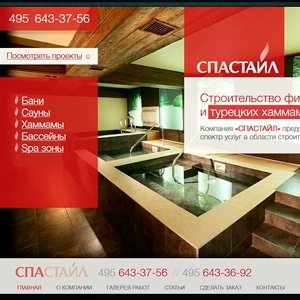 495 643-37-56
Посмотреть проекты
СПАСТАЙЛ
Бани
Сауны
Хаммамы
Бассейны
Spa зоны
Строительство фи
и турецких хаммам
Компания «СПАСТАЙЛ» пред
спектр услуг в области строит
СПАСТАЙЛ 495 643-37-56 // 495 643-36-92
ГЛАВНАЯ О КОМПАНИИ ГАЛЕРЕЯ РАБОТ СТАТЬИ СДЕЛАТЬ ЗАКАЗ КОНТАКТЫ